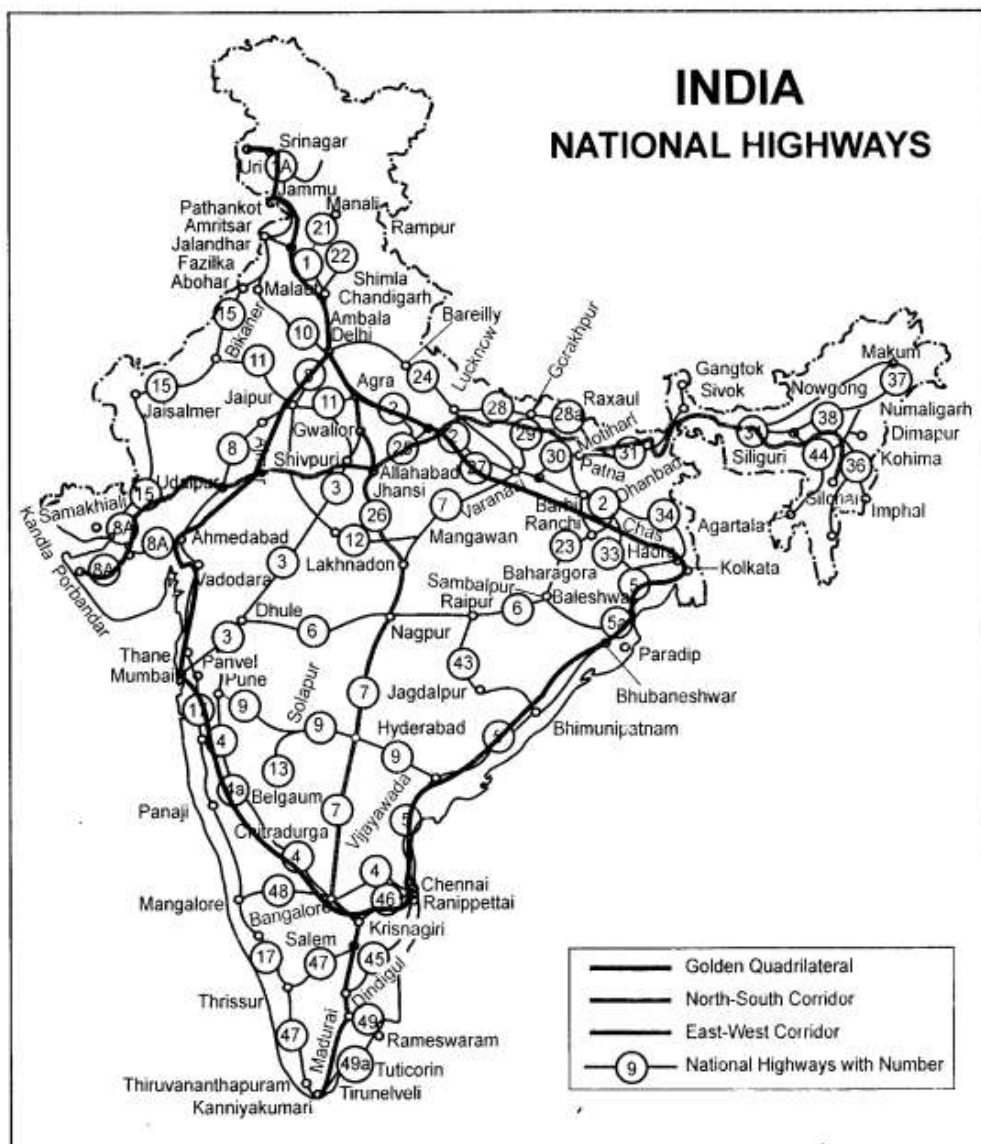 INDIA
NATIONAL HIGHWAYS
Srinagar
Uri
1A
Jammu
Manali
Pathankot
21
Rampur
Amritsar
Jalandhar
1
22
Fazilka
Abohar
Shimla
Chandigarh
15
Bikaner
10
Ambala
Delhi
Bareilly
11
24
Lucknow
Gorakhpur
Makum
15
Jaisalmer
Jaipur
8
Agra
11
2
28
28a
Raxaul
Gangtok
Sivok
Nowgong
37
38
Numaligarh
Gwalior
29
Motihari
Siliguri
Dimapur
8
Shivpuri
25
2
27
30
Patna
31
44
36
Kohima
Udaipur
3
Allahabad
Jhansi
Varanasi
Dhanbad
Silchar
Imphal
15
Samakhiali
26
7
Barhi
Ranchi
2
Chas
34
Agartala
Kandla
8A
8A
8A
Ahmedabad
12
Mangawan
23
33
Porbandar
Vadodara
3
Lakhnadon
Baharagora
5
Kolkata
Sambalpur
Baleshwar
Dhule
6
Raipur
6
5a
Nagpur
3
Paradip
Thane
Mumbai
Panvel
Pune
43
Jagdalpur
Bhubaneshwar
7
9
Solapur
9
Hyderabad
Bhimunipatnam
17
4
13
9
4a
Belgaum
7
Vijayawada
5
Panaji
Chitradurga
4
4
Chennai
Mangalore
48
Bangalore
46
Ranippettai
Krisnagiri
Salem
17
47
45
Thrissur
Dindigul
47
Madurai
49
Rameswaram
49a
Tuticorin
Thiruvananthapuram
Tirunelveli
Kanniyakumari
Golden Quadrilateral
North-South Corridor
East-West Corridor
9
National Highways with Number